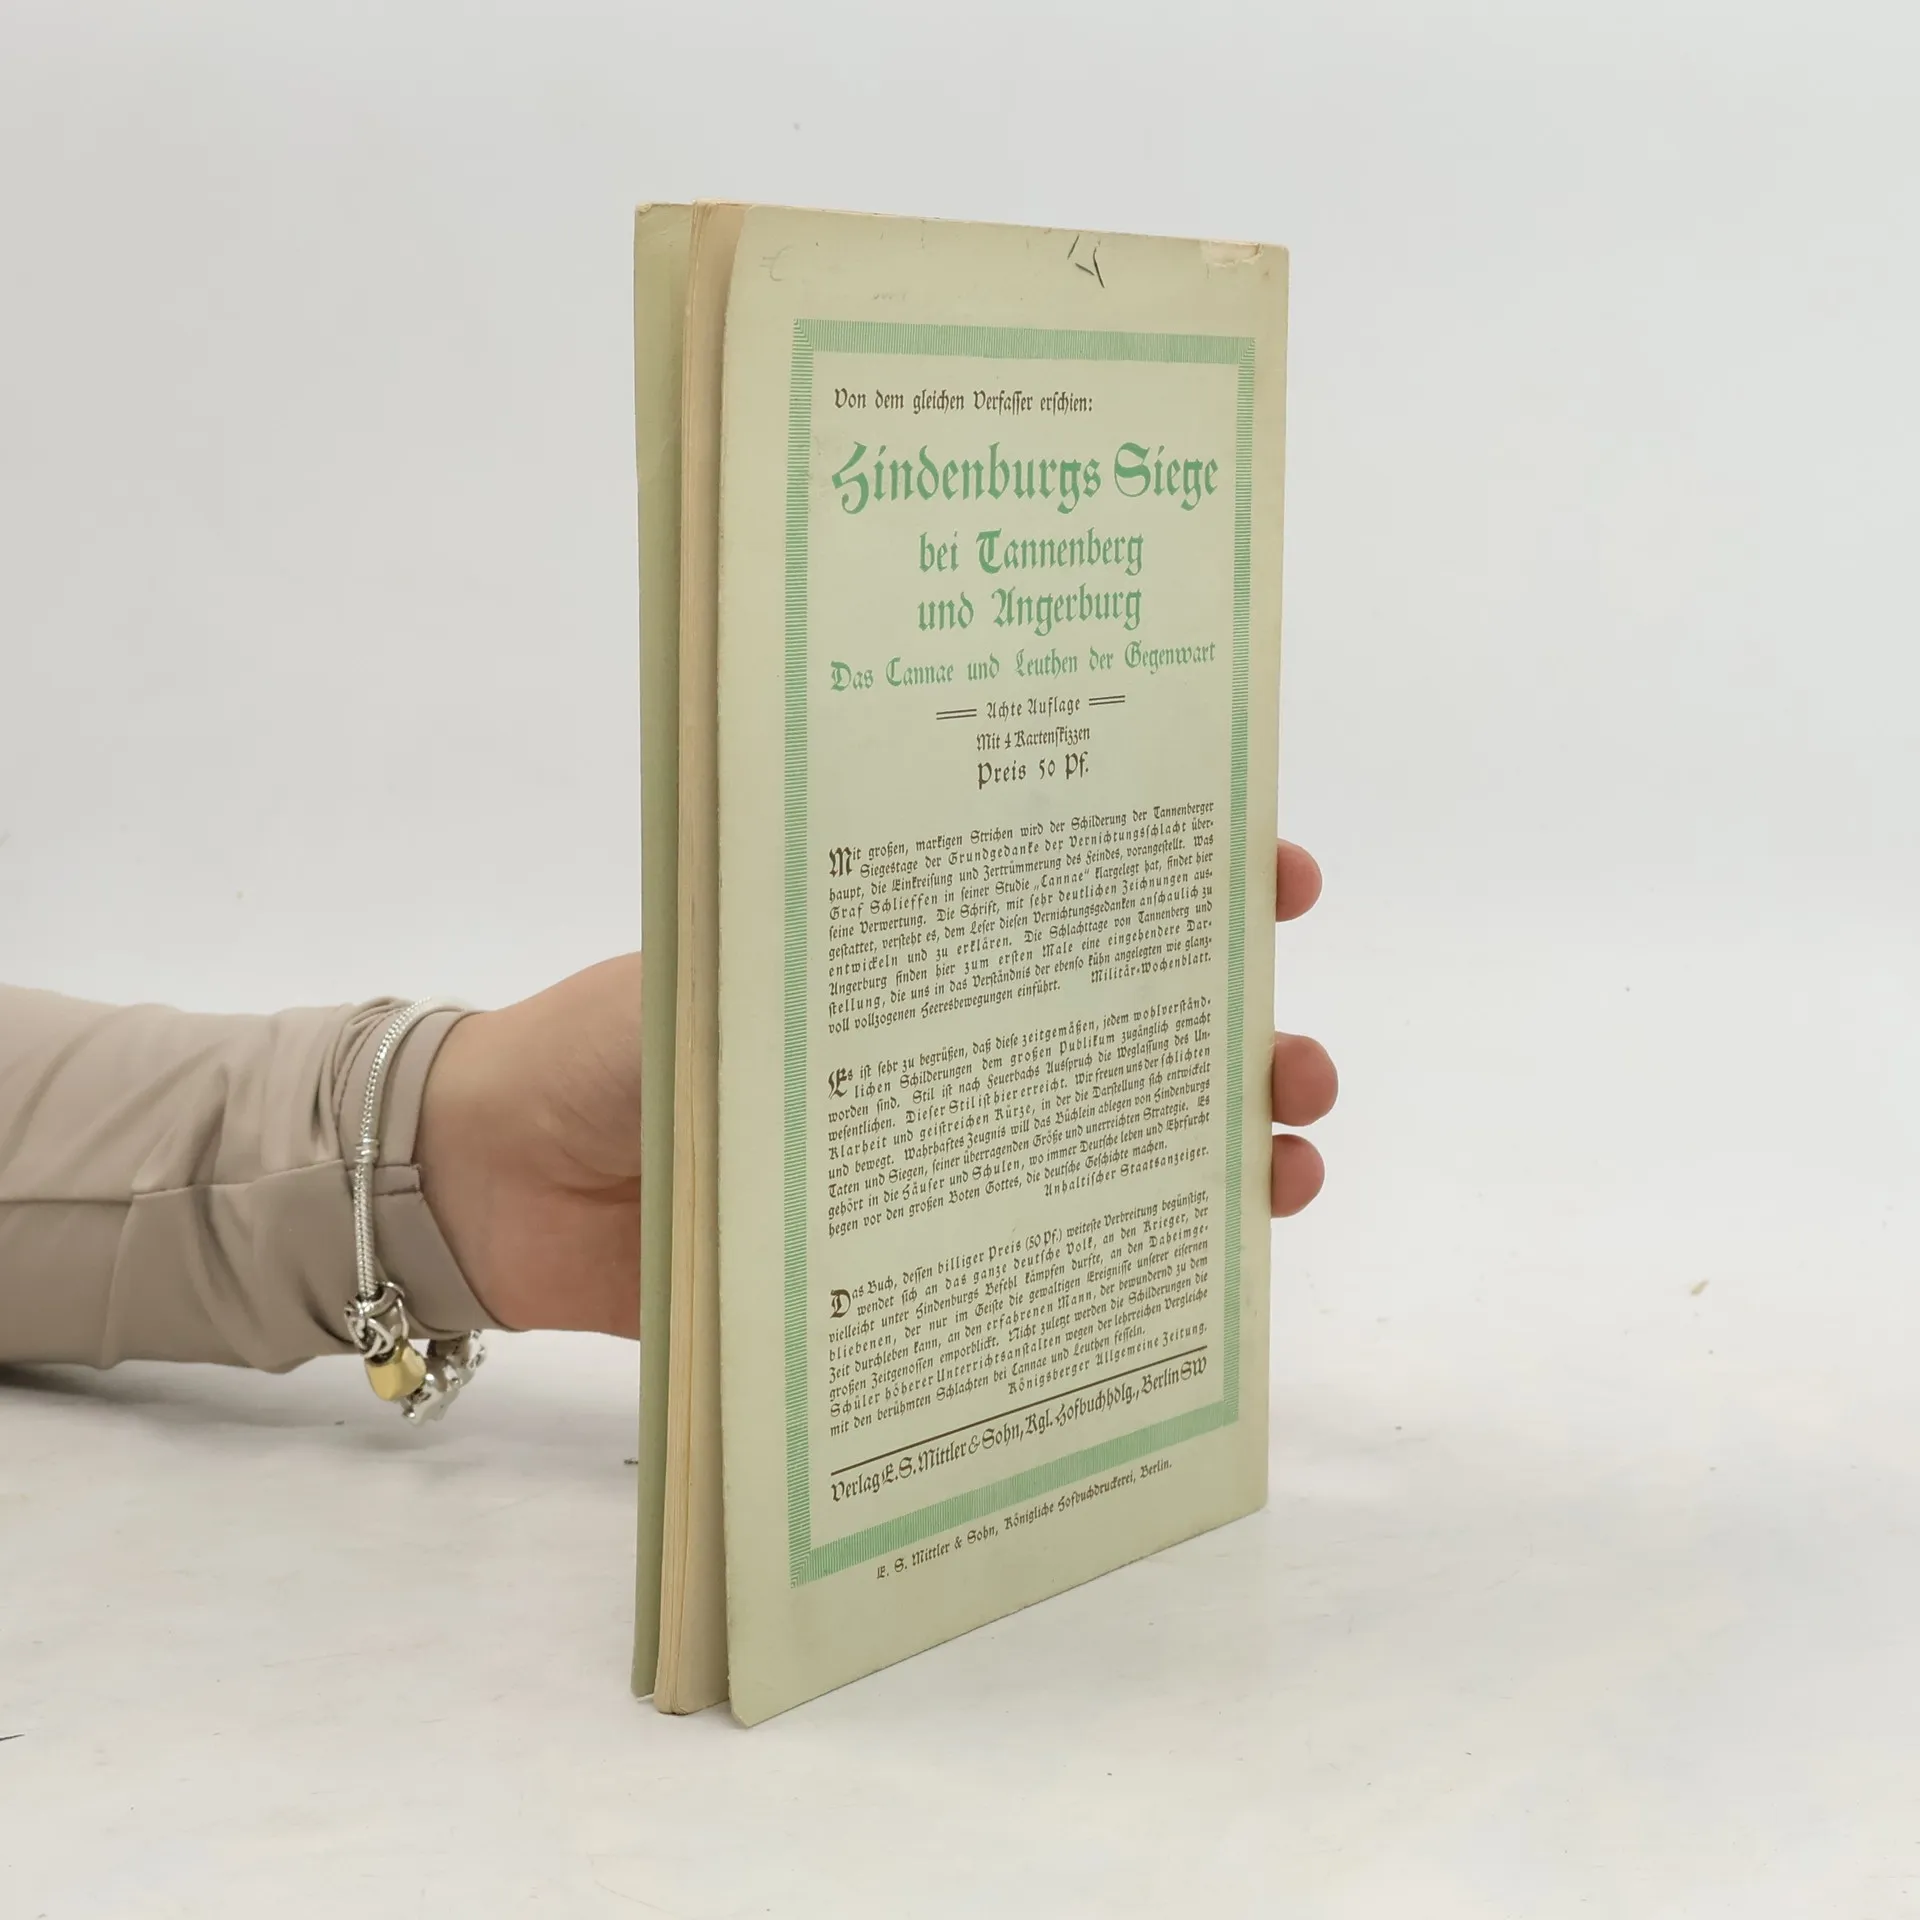 Von dem gleichen Verfasser erschien:
Hindenburgs Siege
bei Tannenberg
und Angerburg
Das Cannae und Leuthen der Gegenwart
Achte Auflage
Mit 4 Kartenskizzen
Preis 50 Pf.
Mit großen, markigen Strichen wird der Schilderung der Tannenberger
Siegestage der Grundgedanke der Vernichtungsschlacht über-
haupt, die Einkreisung und Zertrümmerung des Feindes, vorangestellt. Was
Graf Schlieffen in seiner Studie „Cannae“ klargelegt hat, findet hier
seine Verwertung. Die Schrift, mit sehr deutlichen Zeichnungen aus-
gestattet, versteht es, dem Leser diesen Vernichtungsgedanken anschaulich zu
entwickeln und zu erklären. Die Schlachttage von Tannenberg und
Angerburg finden hier zum ersten Male eine eingehendere Dar-
stellung, die uns in das Verständnis der ebenso kühn angelegten wie glanz-
voll vollzogenen Heeresbewegungen einführt. Militär-Wochenblatt.
Es ist sehr zu begrüßen, daß diese zeitgemäßen, jedem wohlverständ-
lichen Schilderungen dem großen Publikum zugänglich gemacht
worden sind. Stil ist nach Feuerbachs Ausspruch die Weglassung des Un-
wesentlichen. Dieser Stil ist hier erreicht. Wir freuen uns der schlichten
Klarheit und geistreichen Kürze, in der die Darstellung sich entwickelt
und bewegt. Wahrhaftes Zeugnis will das Büchlein ablegen von Hindenburgs
Taten und Siegen, seiner überragenden Größe und unerreichten Strategie. Es
gehört in die Häuser und Schulen, wo immer Deutsche leben und Ehrfurcht
hegen vor den großen Boten Gottes, die deutsche Geschichte machen.
Anhaltischer Staatsanzeiger.
Das Buch, dessen billiger Preis (50 Pf.) weiteste Verbreitung begünstigt,
wendet sich an das ganze deutsche Volk, an den Krieger, der
vielleicht unter Hindenburgs Befehl kämpfen durfte, an den Daheimge-
bliebenen, der nur im Geiste die gewaltigen Ereignisse unserer eisernen
Zeit durchleben kann, an den erfahrenen Mann, der bewundernd zu dem
großen Zeitgenossen emporblickt. Nicht zuletzt werden die Schilderungen die
Schüler höherer Unterrichtsanstalten wegen der lehrreichen Vergleiche
mit den berühmten Schlachten bei Cannae und Leuthen fesseln.
Königsberger Allgemeine Zeitung.
Verlag E. S. Mittler & Sohn, Kgl. Hofbuchhdlg., Berlin SW
E. S. Mittler & Sohn, Königliche Hofbuchdruckerei, Berlin.